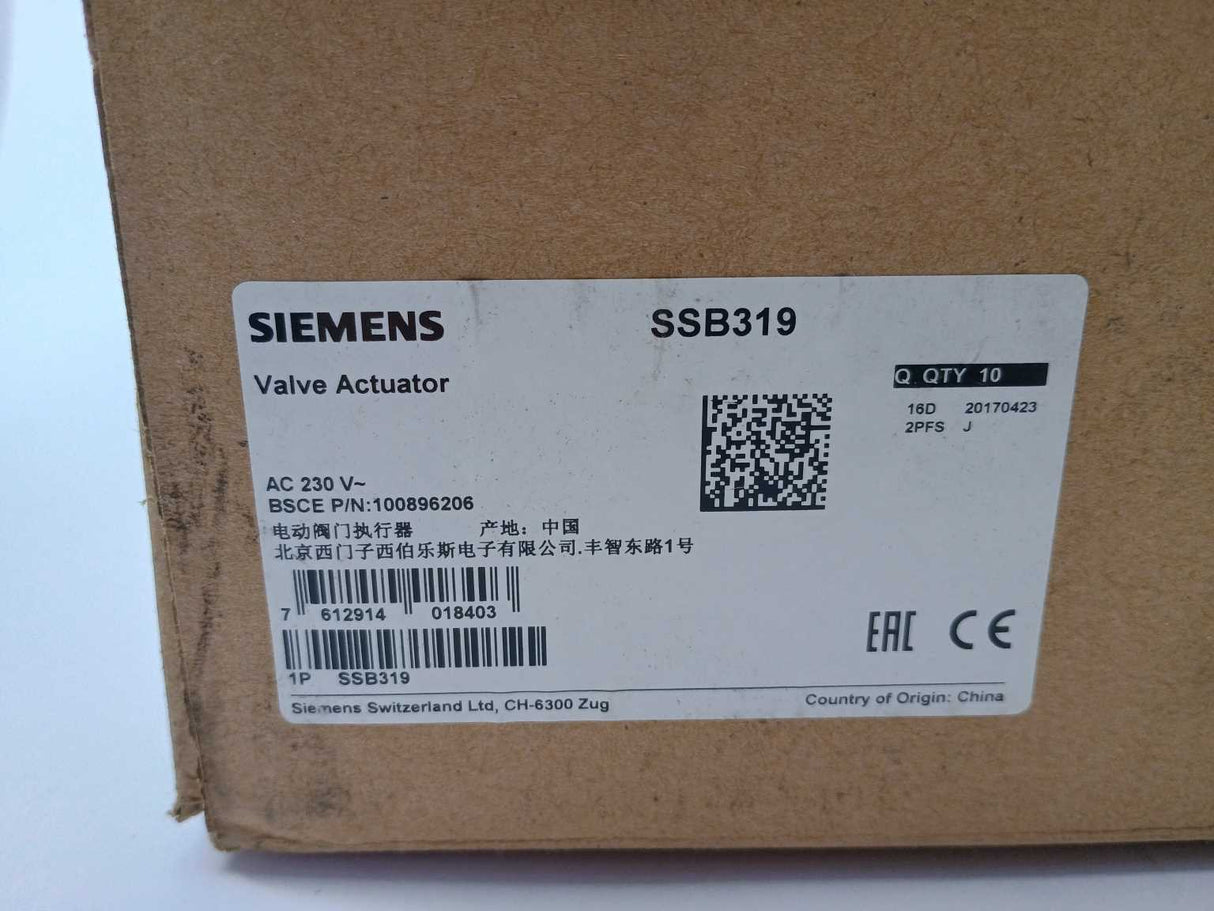 SIEMENS
SSB319
Valve Actuator
Q QTY 10
16D 20170423
2PFS J
AC 230 V~
BSCE P/N:100896206
电动阀门执行器 产地：中国
北京西门子西伯乐斯电子有限公司.丰智东路1号
7 612914 018403
1P SSB319
EAC CE
Siemens Switzerland Ltd, CH-6300 Zug
Country of Origin: China